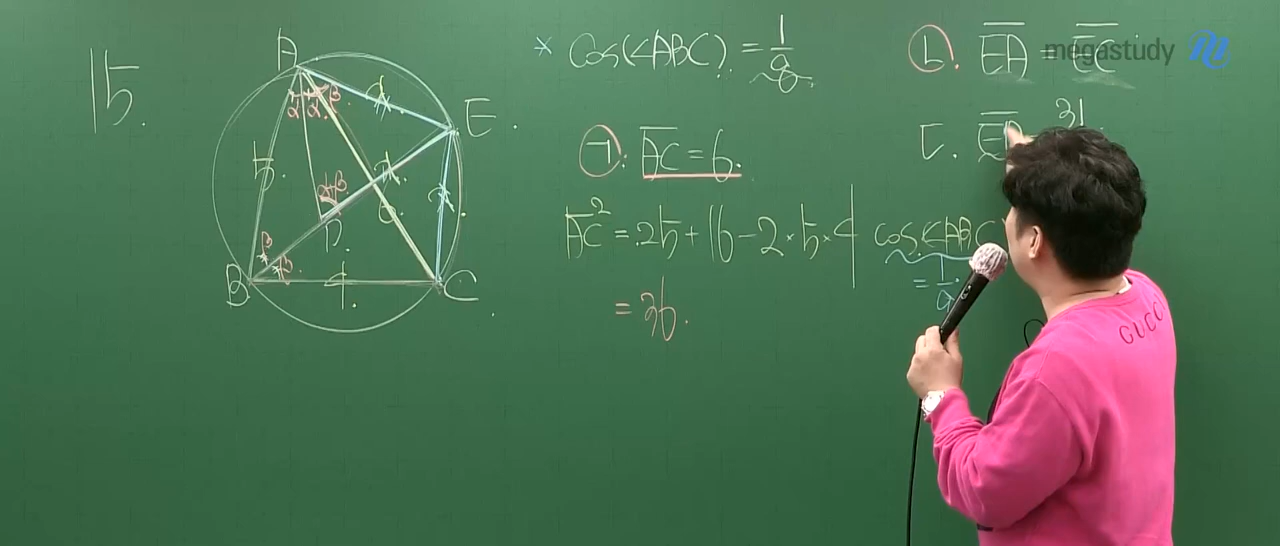 15.
A
E.
B
C
D.
5.
4.
6
α α β
α+β
β
β
* cos(∠ABC). = 1/8
ㄱ. AC = 6.
AC² = 25 + 16 - 2 × 5 × 4 cos(∠ABC)
= 1/8
= 36.
ㄴ. EA = EC
ㄷ. ED 31
megastudy
GUCCI